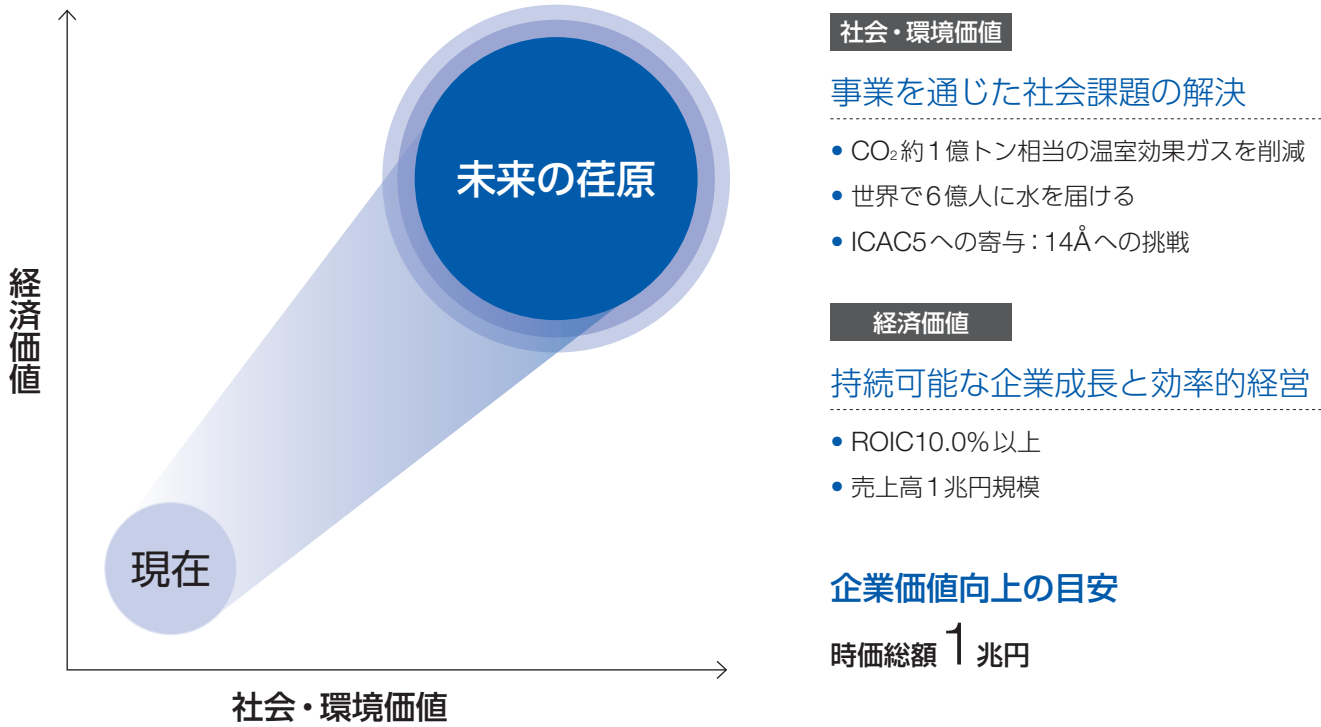 経済価値
未来の荏原
現在
社会・環境価値
社会・環境価値
事業を通じた社会課題の解決
• CO₂約1億トン相当の温室効果ガスを削減
• 世界で6億人に水を届ける
• ICAC5への寄与：14Åへの挑戦
経済価値
持続可能な企業成長と効率的経営
• ROIC10.0%以上
• 売上高1兆円規模
企業価値向上の目安
時価総額1兆円